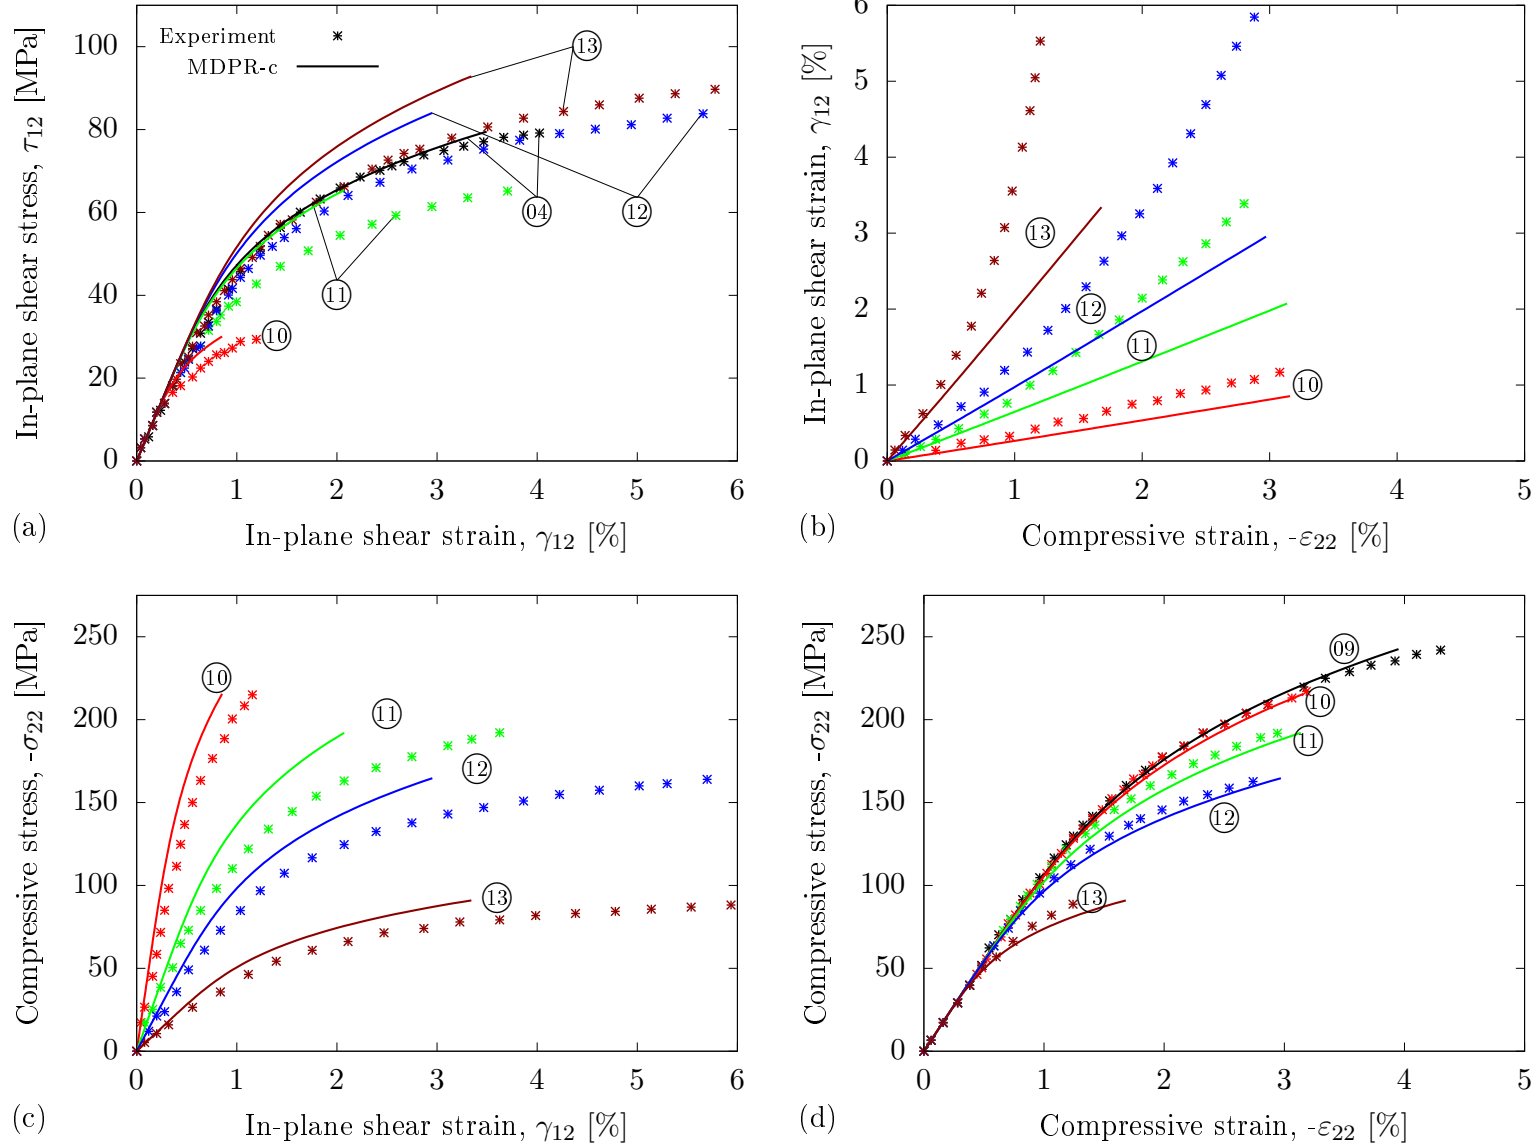 Experiment
MDPR-c
In-plane shear stress, τ12 [MPa]
100
80
60
40
20
0
0 1 2 3 4 5 6
13
04
12
11
10
(a)
In-plane shear strain, γ12 [%]
In-plane shear strain, γ12 [%]
6
5
4
3
2
1
0
0 1 2 3 4 5
13
12
11
10
(b)
Compressive strain, -ε22 [%]
Compressive stress, -σ22 [MPa]
250
200
150
100
50
0
0 1 2 3 4 5 6
10
11
12
13
(c)
In-plane shear strain, γ12 [%]
Compressive stress, -σ22 [MPa]
250
200
150
100
50
0
0 1 2 3 4 5
09
10
11
12
13
(d)
Compressive strain, -ε22 [%]